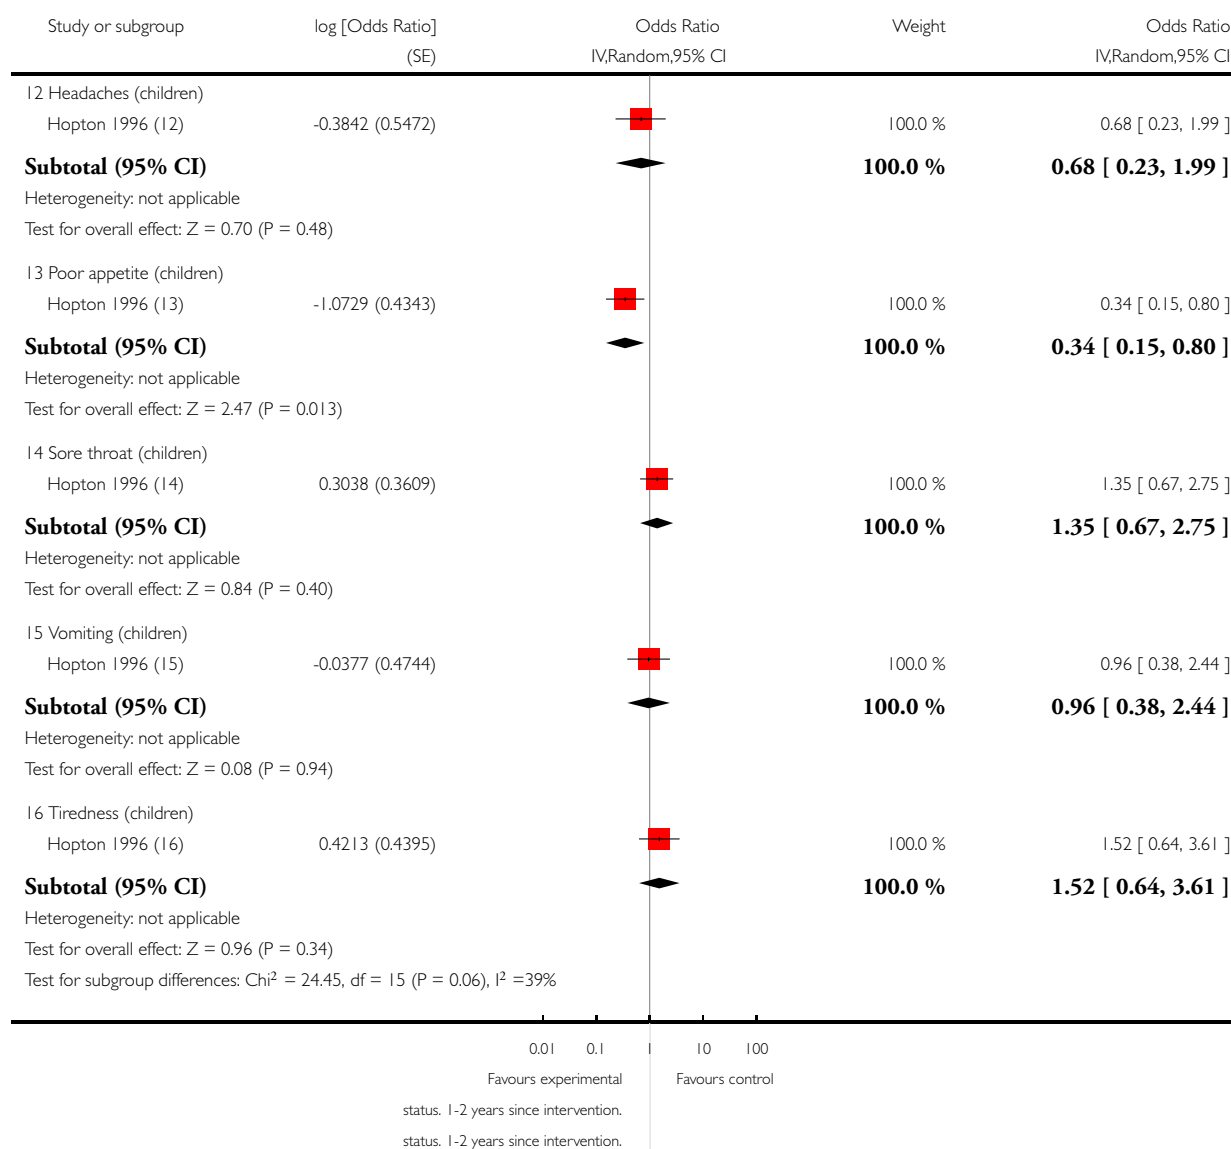 Study or subgroup log [Odds Ratio] Odds Ratio Weight Odds Ratio
(SE) IV,Random,95% CI IV,Random,95% CI
12 Headaches (children)
Hopton 1996 (12) -0.3842 (0.5472) 100.0 % 0.68 [ 0.23, 1.99 ]
Subtotal (95% CI) 100.0 % 0.68 [ 0.23, 1.99 ]
Heterogeneity: not applicable
Test for overall effect: Z = 0.70 (P = 0.48)
13 Poor appetite (children)
Hopton 1996 (13) -1.0729 (0.4343) 100.0 % 0.34 [ 0.15, 0.80 ]
Subtotal (95% CI) 100.0 % 0.34 [ 0.15, 0.80 ]
Heterogeneity: not applicable
Test for overall effect: Z = 2.47 (P = 0.013)
14 Sore throat (children)
Hopton 1996 (14) 0.3038 (0.3609) 100.0 % 1.35 [ 0.67, 2.75 ]
Subtotal (95% CI) 100.0 % 1.35 [ 0.67, 2.75 ]
Heterogeneity: not applicable
Test for overall effect: Z = 0.84 (P = 0.40)
15 Vomiting (children)
Hopton 1996 (15) -0.0377 (0.4744) 100.0 % 0.96 [ 0.38, 2.44 ]
Subtotal (95% CI) 100.0 % 0.96 [ 0.38, 2.44 ]
Heterogeneity: not applicable
Test for overall effect: Z = 0.08 (P = 0.94)
16 Tiredness (children)
Hopton 1996 (16) 0.4213 (0.4395) 100.0 % 1.52 [ 0.64, 3.61 ]
Subtotal (95% CI) 100.0 % 1.52 [ 0.64, 3.61 ]
Heterogeneity: not applicable
Test for overall effect: Z = 0.96 (P = 0.34)
Test for subgroup differences: Chi² = 24.45, df = 15 (P = 0.06), I² =39%
0.01 0.1 1 10 100
Favours experimental Favours control
status. 1-2 years since intervention.
status. 1-2 years since intervention.